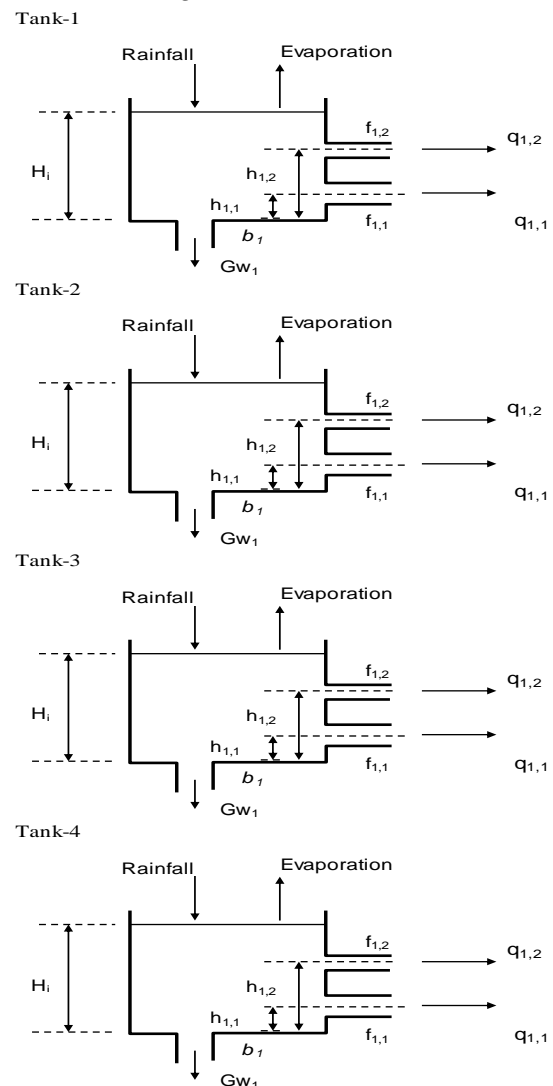 Tank-1
Rainfall Evaporation
f1,2
q1,2
Hi
h1,2
h1,1
b1
f1,1
q1,1
Gw1
Tank-2
Rainfall Evaporation
f1,2
q1,2
Hi
h1,2
h1,1
b1
f1,1
q1,1
Gw1
Tank-3
Rainfall Evaporation
f1,2
q1,2
Hi
h1,2
h1,1
b1
f1,1
q1,1
Gw1
Tank-4
Rainfall Evaporation
f1,2
q1,2
Hi
h1,2
h1,1
b1
f1,1
q1,1
Gw1